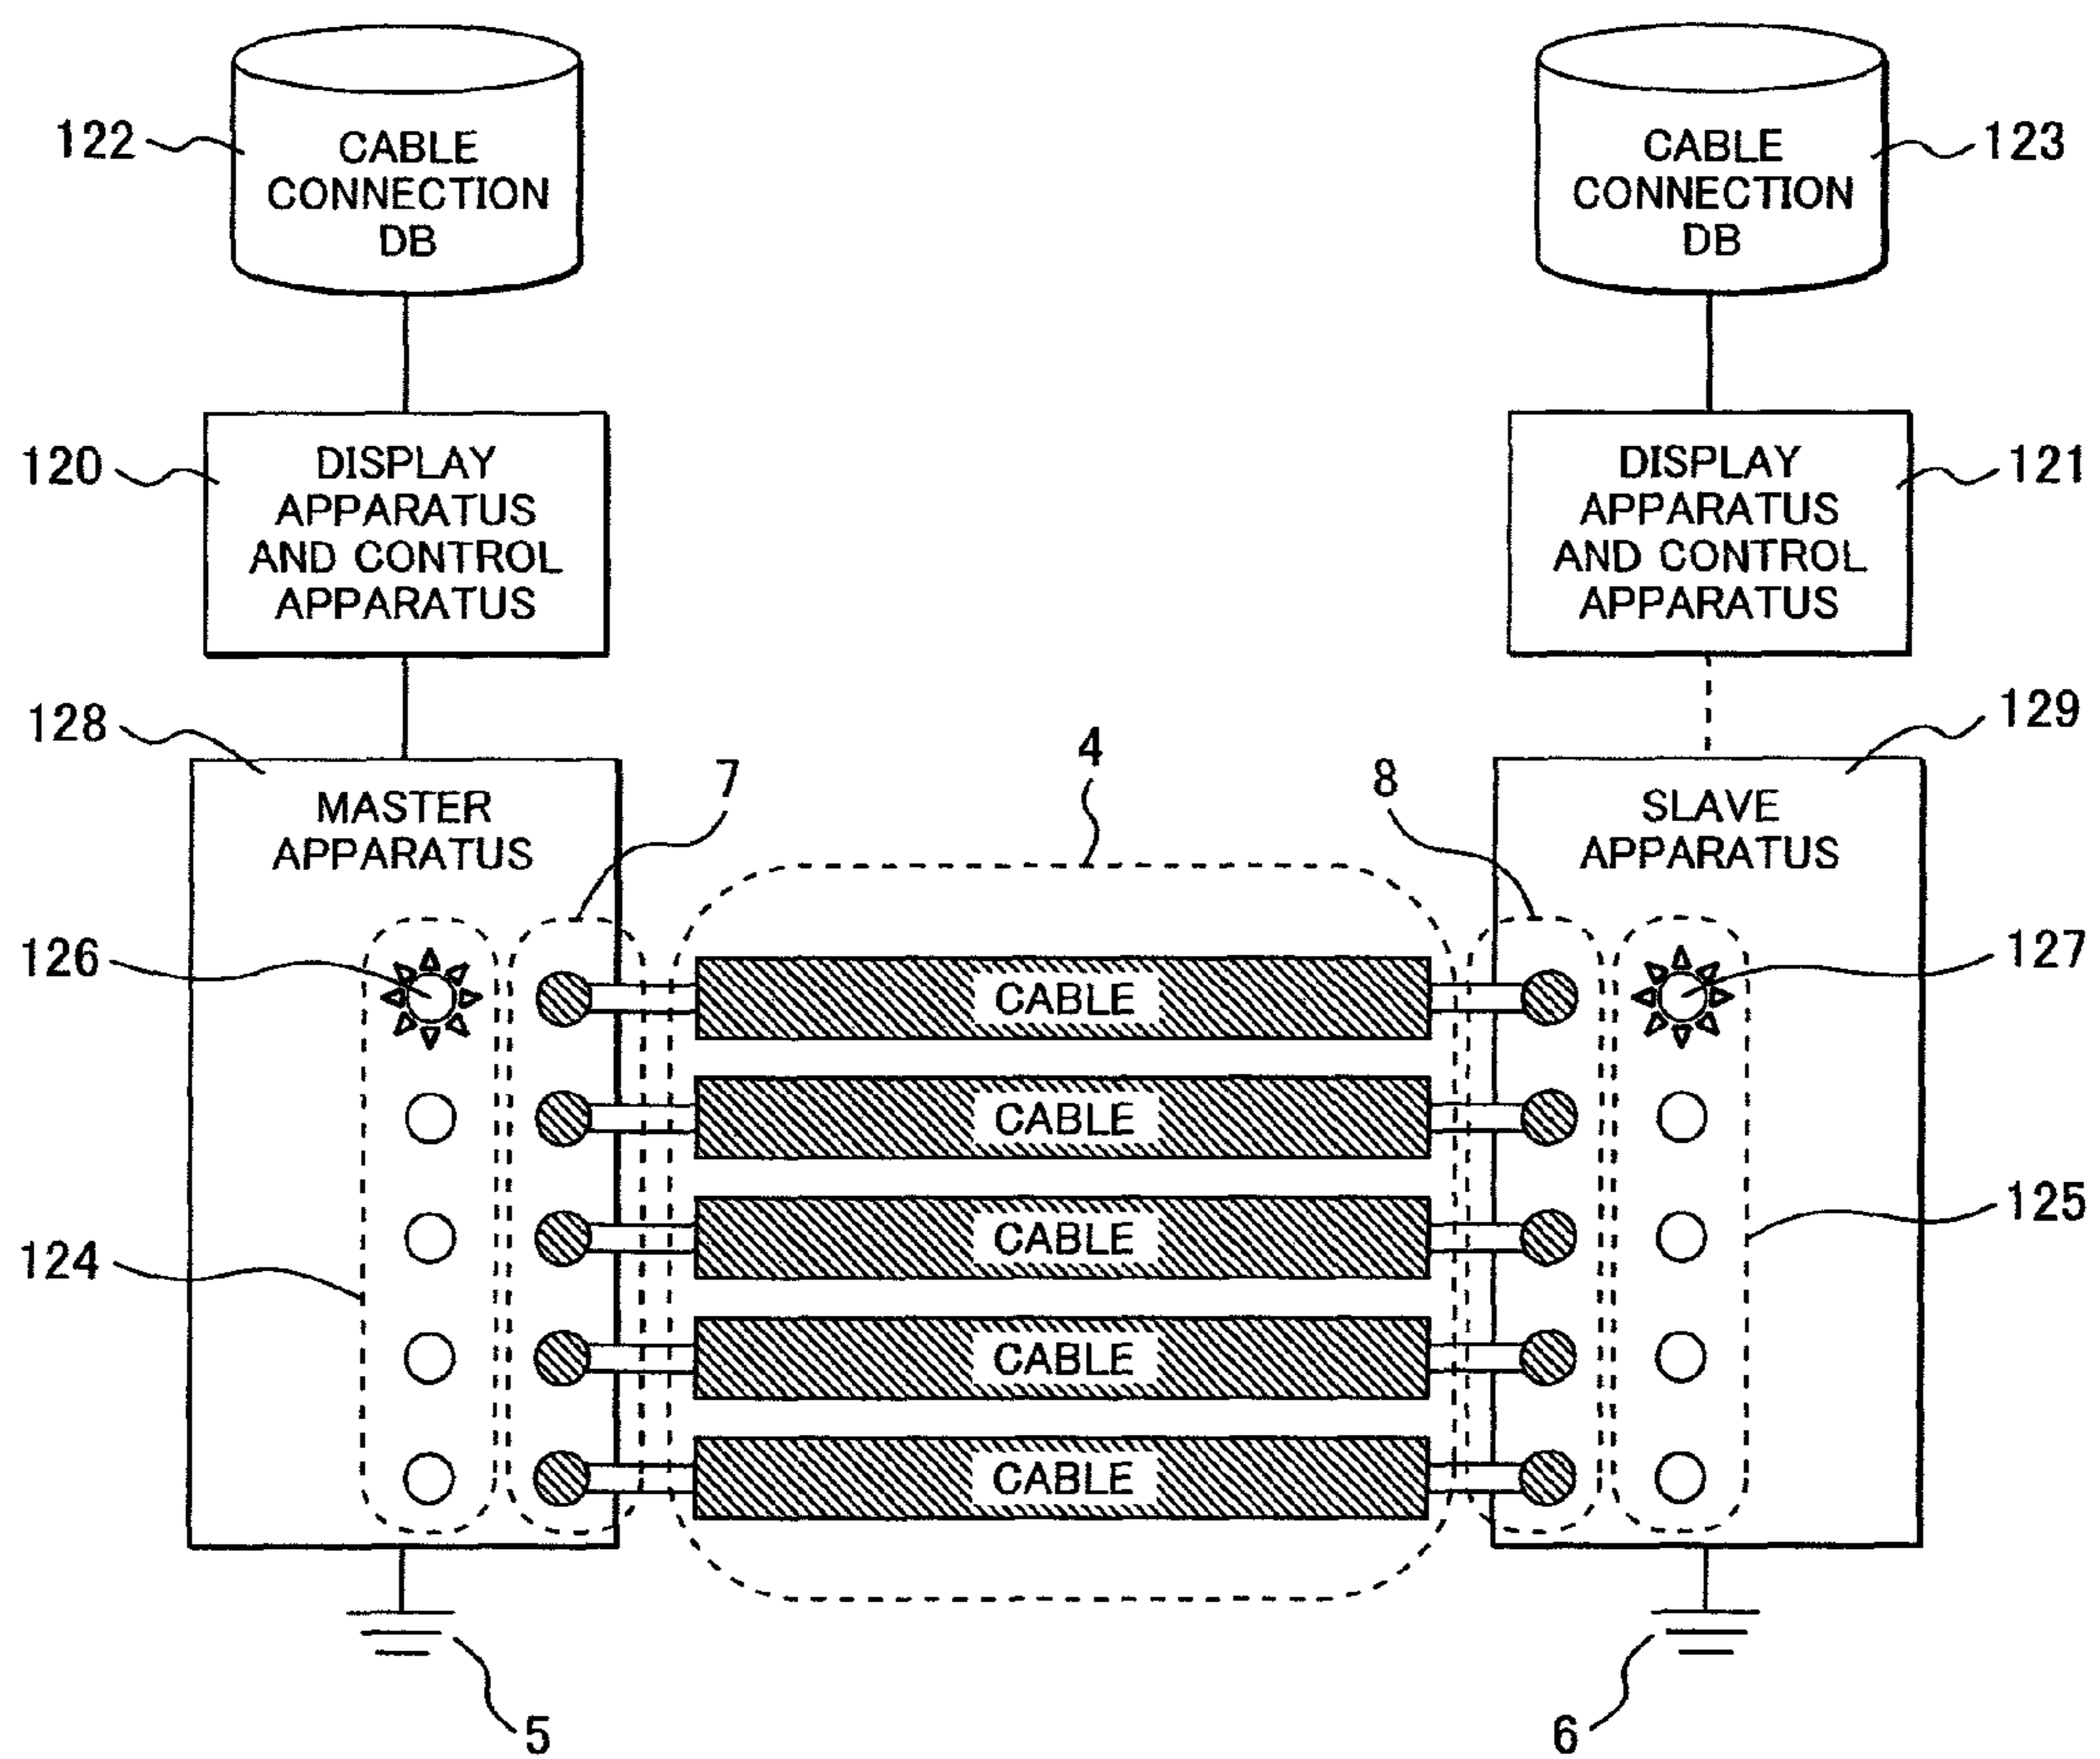 122
CABLE
CONNECTION
DB
CABLE
CONNECTION
DB
123
120
DISPLAY
APPARATUS
AND CONTROL
APPARATUS
DISPLAY
APPARATUS
AND CONTROL
APPARATUS
121
128
MASTER
APPARATUS
7
4
8
SLAVE
APPARATUS
129
126
CABLE
127
CABLE
124
CABLE
125
CABLE
CABLE
5
6